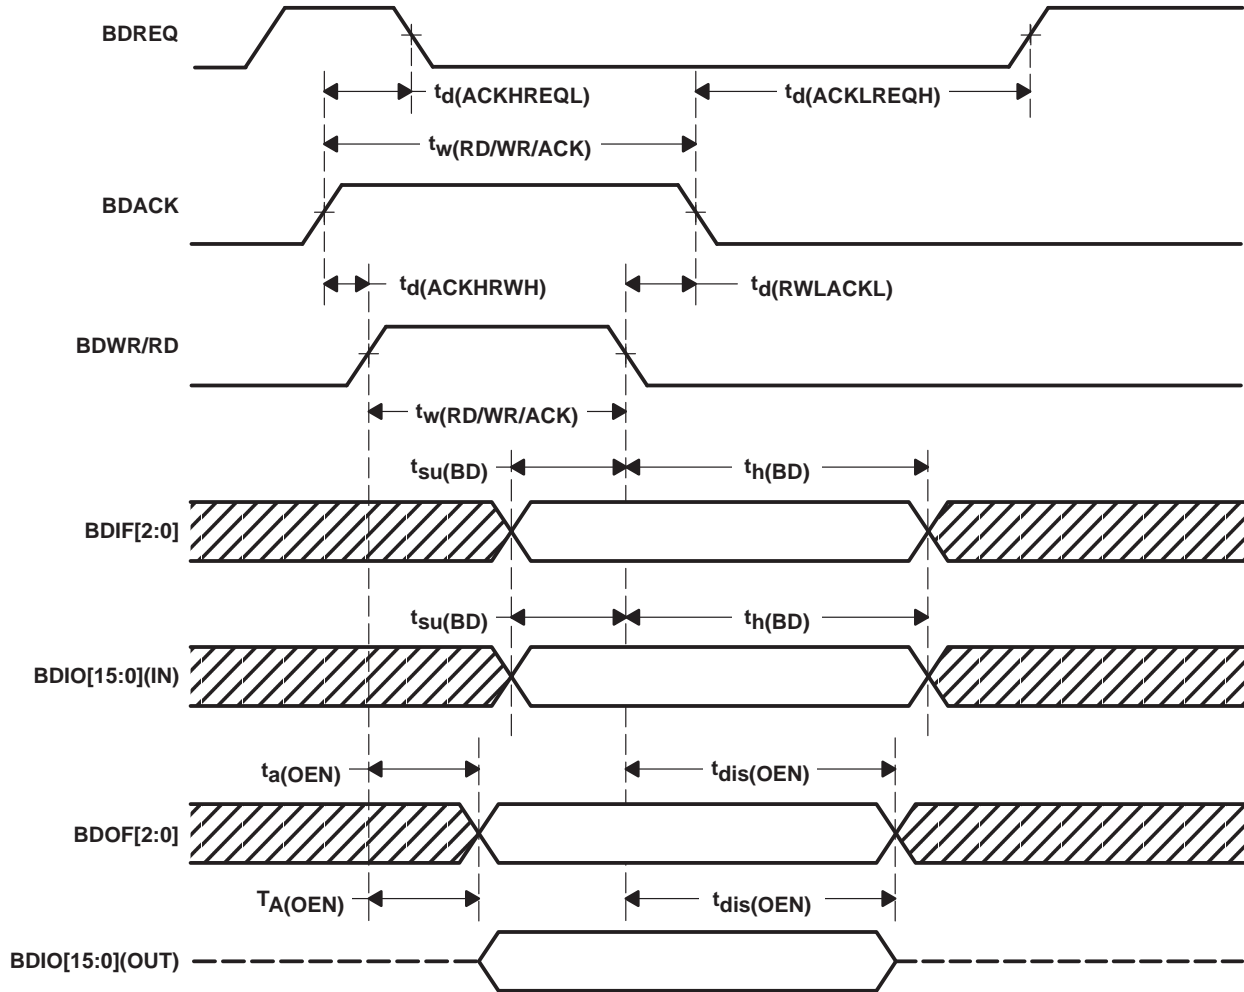 BDREQ
td(ACKHREQL)
td(ACKLREQH)
tw(RD/WR/ACK)
BDACK
td(ACKHRWH)
td(RWLACKL)
BDWR/RD
tw(RD/WR/ACK)
tsu(BD)
th(BD)
BDIF[2:0]
tsu(BD)
th(BD)
BDIO[15:0](IN)
ta(OEN)
tdis(OEN)
BDOF[2:0]
TA(OEN)
tdis(OEN)
BDIO[15:0](OUT)